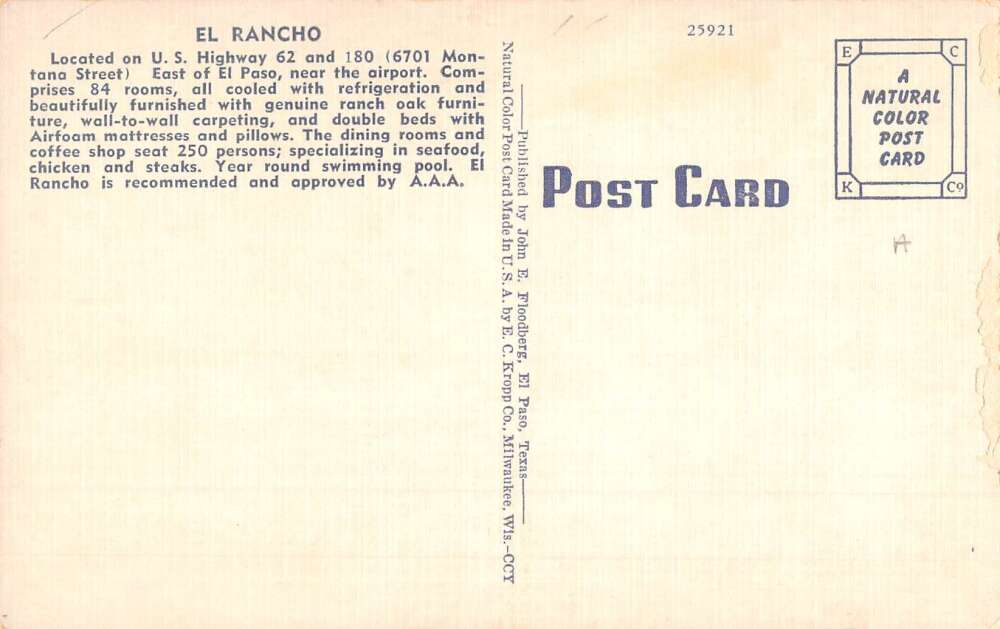 EL RANCHO
Located on U. S. Highway 62 and 180 (6701 Mon-
tana Street) East of El Paso, near the airport. Com-
prises 84 rooms, all cooled with refrigeration and
beautifully furnished with genuine ranch oak furni-
ture, wall-to-wall carpeting, and double beds with
Airfoam mattresses and pillows. The dining rooms and
coffee shop seat 250 persons; specializing in seafood,
chicken and steaks. Year round swimming pool. El
Rancho is recommended and approved by A.A.A.
Published by John E. Floodberg, El Paso, Texas
Natural Color Post Card Made in U. S. A. by E. C. Kropp Co., Milwaukee, Wis.-CCY
POST CARD
25921
E C
A
NATURAL
COLOR
POST
CARD
K Co
A